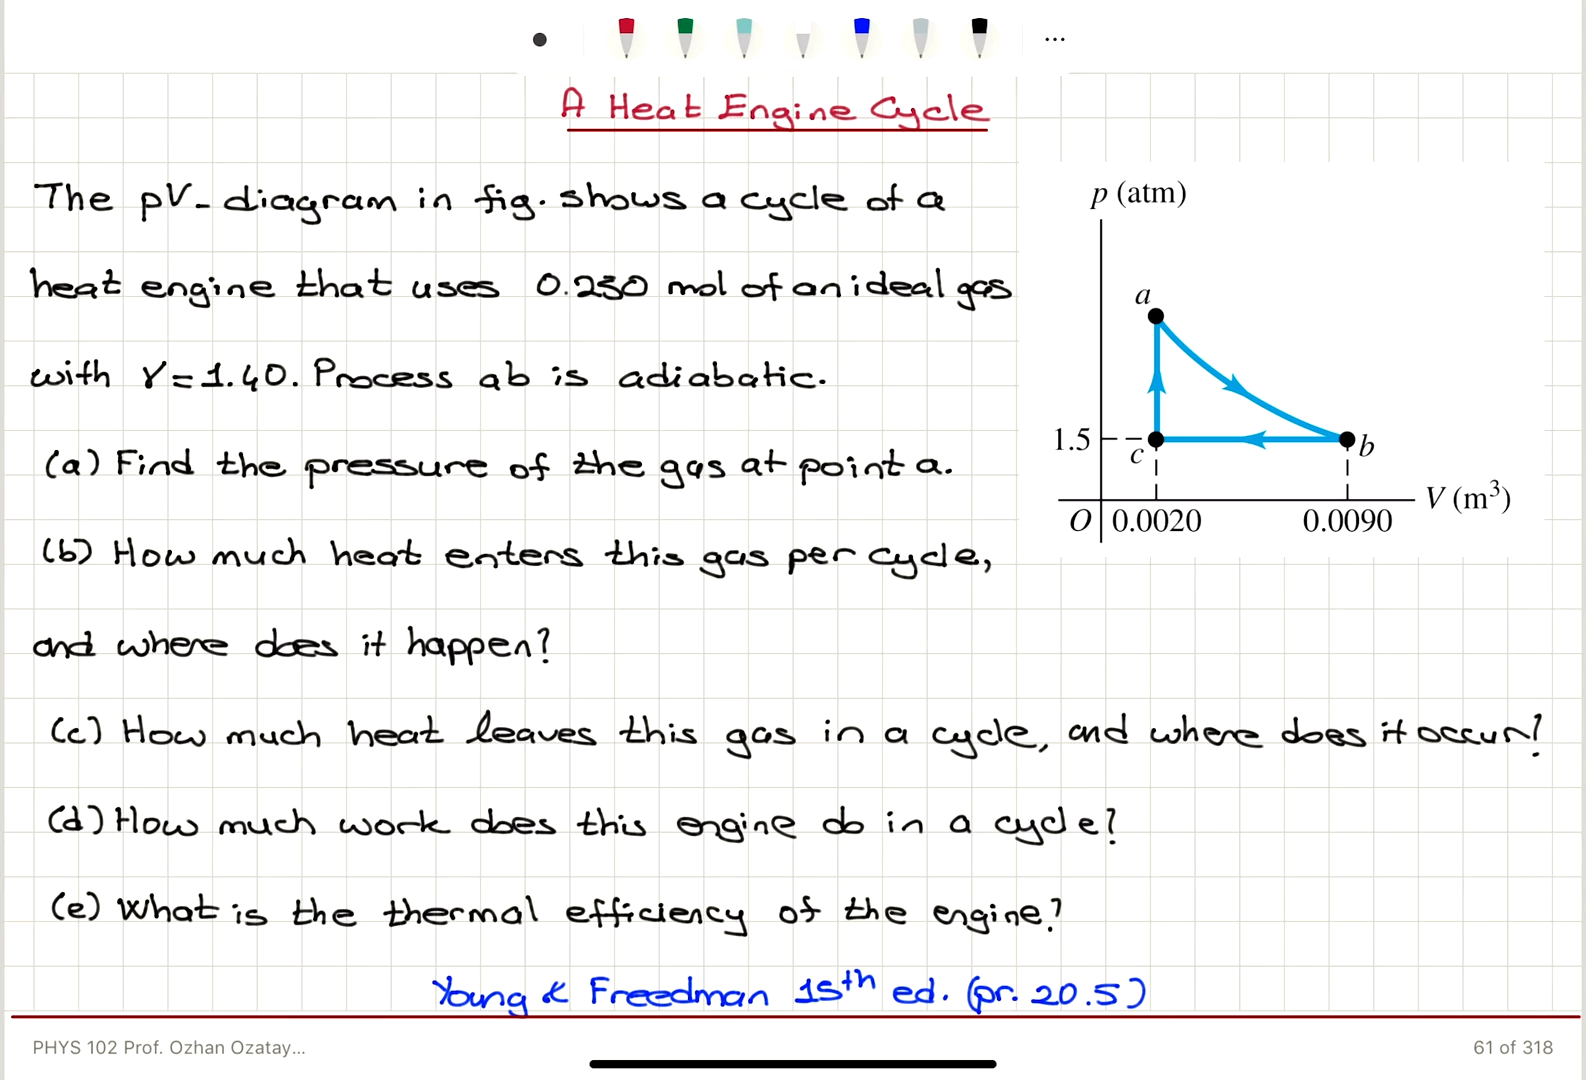 ...
A Heat Engine Cycle
The pV-diagram in fig. shows a cycle of a
heat engine that uses 0.250 mol of an ideal gas
with γ=1.40. Process ab is adiabatic.
(a) Find the pressure of the gas at point a.
(b) How much heat enters this gas per cycle,
and where does it happen?
(c) How much heat leaves this gas in a cycle, and where does it occur?
(d) How much work does this engine do in a cycle?
(e) What is the thermal efficiency of the engine?
Young & Freedman 15th ed. (pr. 20.5)
p (atm)
a
1.5
c
b
V (m³)
O
0.0020
0.0090
PHYS 102 Prof. Ozhan Ozatay...
61 of 318